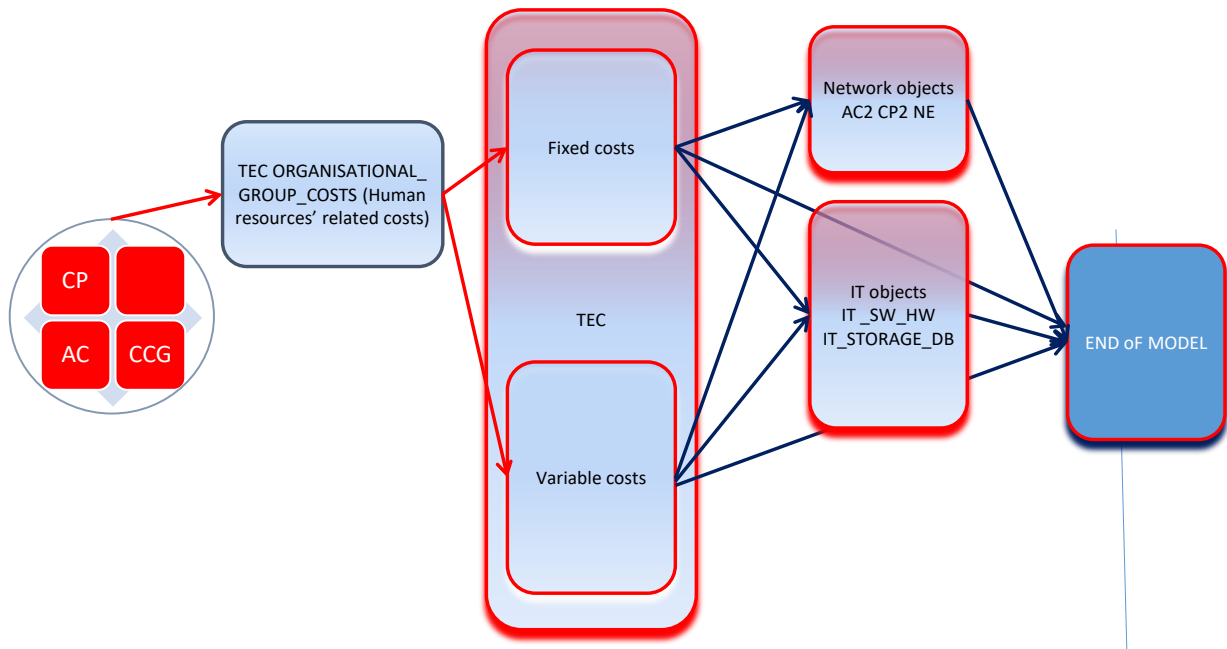 CP
AC
CCG
TEC ORGANISATIONAL_
GROUP_COSTS (Human
resources’ related costs)
Fixed costs
TEC
Variable costs
Network objects
AC2 CP2 NE
IT objects
IT _SW_HW
IT_STORAGE_DB
END oF MODEL